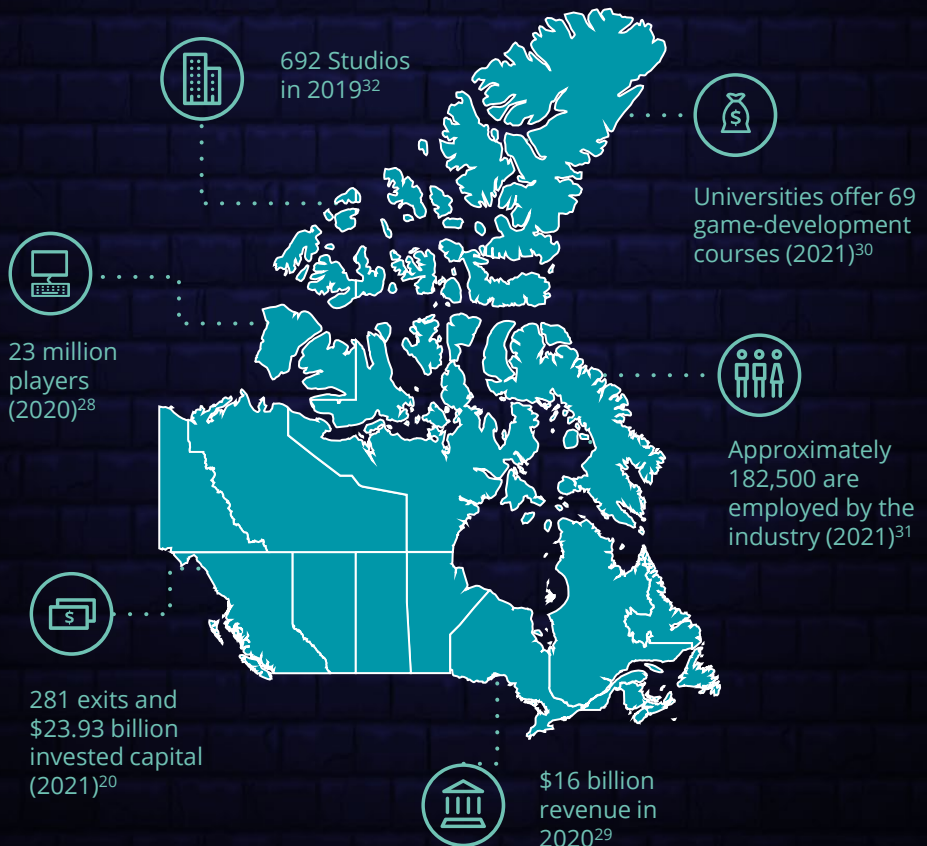 692 Studios
in 2019³²
Universities offer 69
game-development
courses (2021)³⁰
23 million
players
(2020)²⁸
Approximately
182,500 are
employed by the
industry (2021)³¹
281 exits and
$23.93 billion
invested capital
(2021)²⁰
$16 billion
revenue in
2020²⁹